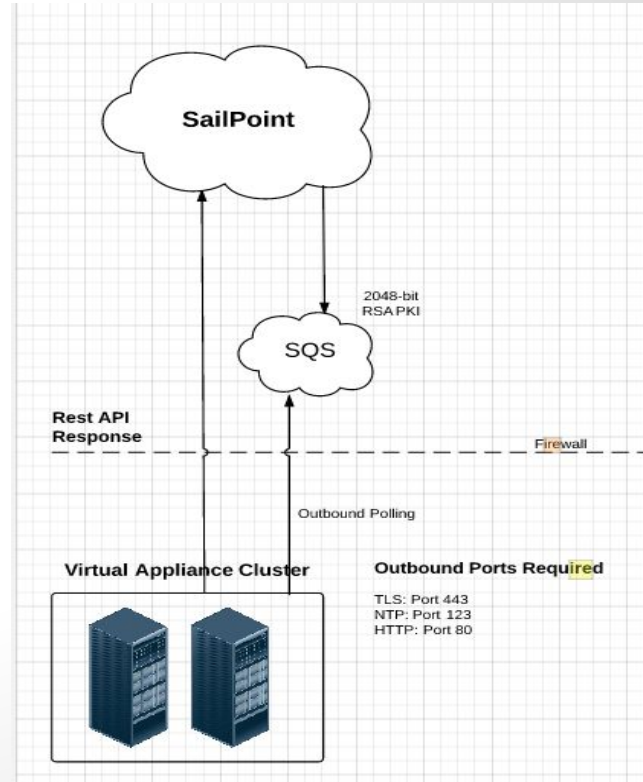 SailPoint
2048-bit
RSA PKI
SQS
Rest API
Response
Firewall
Outbound Polling
Virtual Appliance Cluster
Outbound Ports Required
TLS: Port 443
NTP: Port 123
HTTP: Port 80